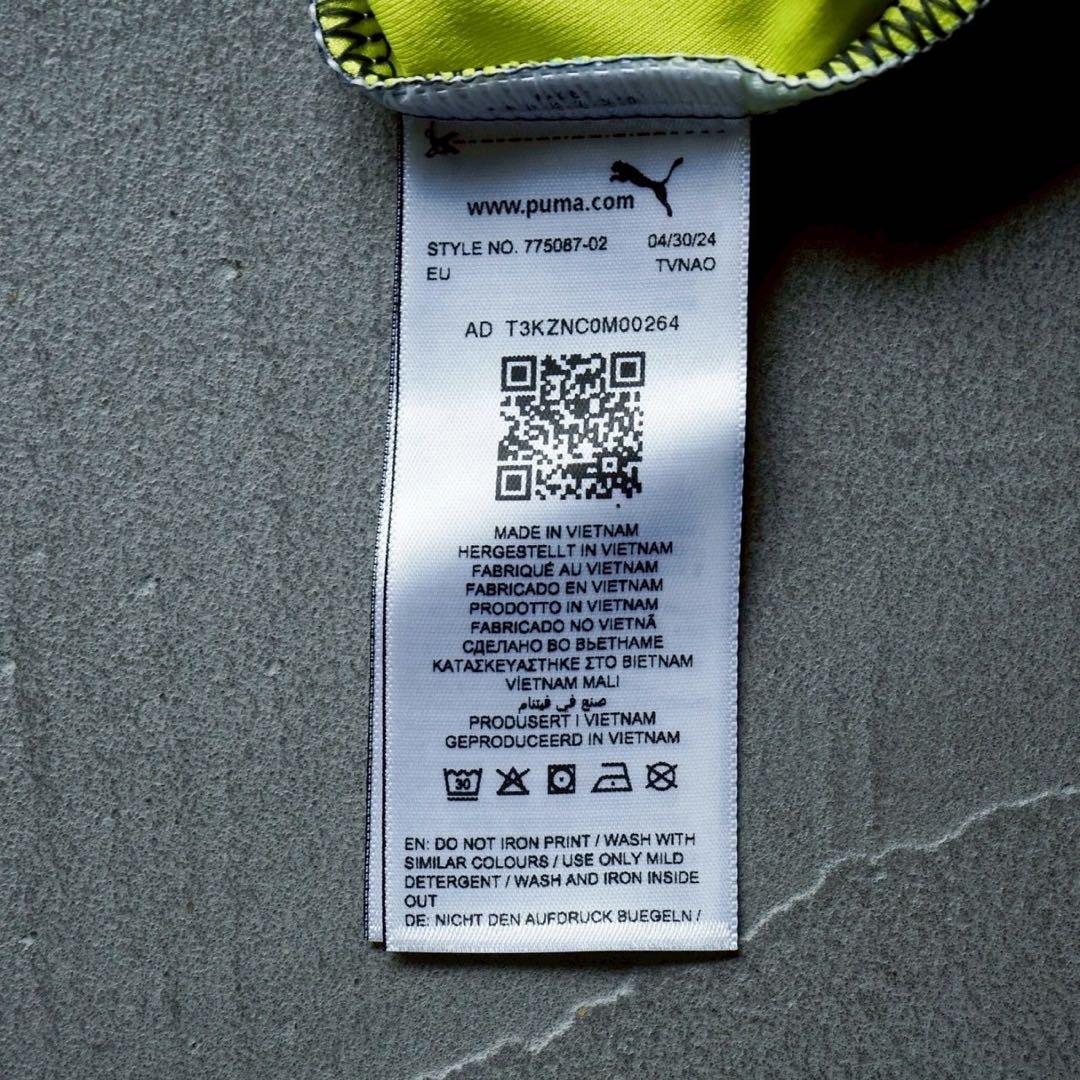 www.puma.com
STYLE NO. 775087-02 04/30/24
EU TVNAO
AD T3KZNC0M00264
MADE IN VIETNAM
HERGESTELLT IN VIETNAM
FABRIQUÉ AU VIETNAM
FABRICADO EN VIETNAM
PRODOTTO IN VIETNAM
FABRICADO NO VIETNÃ
СДЕЛАНО ВО ВЬЕТНАМЕ
ΚΑΤΑΣΚΕΥΑΣΤΗΚΕ ΣΤΟ ΒΙΕΤΝΑΜ
VİETNAM MALI
صنع في فيتنام
PRODUSERT I VIETNAM
GEPRODUCEERD IN VIETNAM
30
EN: DO NOT IRON PRINT / WASH WITH
SIMILAR COLOURS / USE ONLY MILD
DETERGENT / WASH AND IRON INSIDE
OUT
DE: NICHT DEN AUFDRUCK BUEGELN /